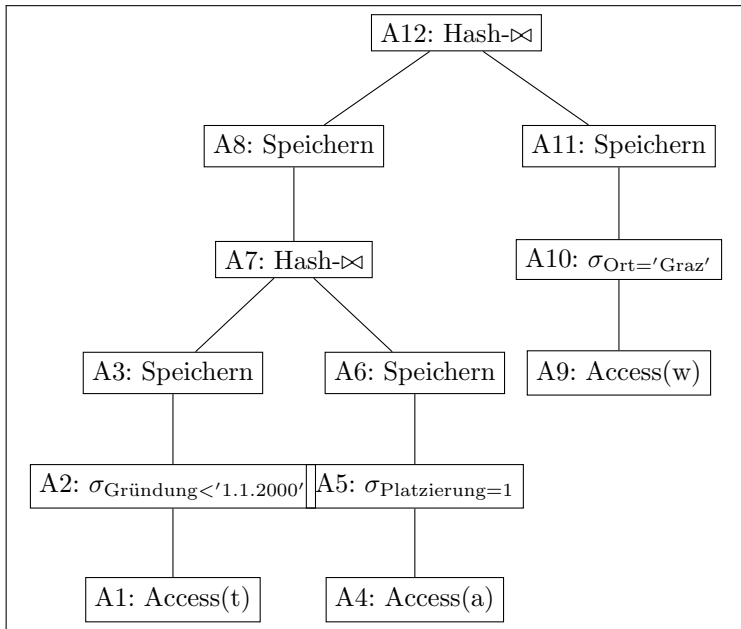 A12: Hash-⋈
A8: Speichern
A11: Speichern
A7: Hash-⋈
A10: σOrt='Graz'
A3: Speichern
A6: Speichern
A9: Access(w)
A2: σGründung<'1.1.2000'
A5: σPlatzierung=1
A1: Access(t)
A4: Access(a)